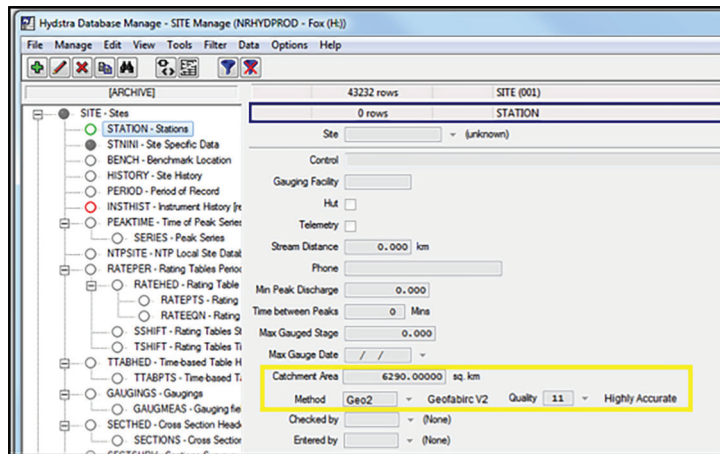 Hydstra Database Manage - SITE Manage (NRHYDPROD - Fox (H:))
File Manage Edit View Tools Filter Data Options Help
[ARCHIVE]
43232 rows SITE (001)
0 rows STATION
SITE - Sites
STATION - Stations
STNINI - Site Specific Data
BENCH - Benchmark Location
HISTORY - Site History
PERIOD - Period of Record
INSTHIST - Instrument History [re
PEAKTIME - Time of Peak Series
SERIES - Peak Series
NTPSITE - NTP Local Site Datab
RATEPER - Rating Tables Period
RATEHED - Rating Table
RATEPTS - Rating
RATEEQN - Rating
SSHIFT - Rating Tables St
TSHIFT - Rating Tables Ti
TTABHED - Time-based Table H
TTABPTS - Time-based T
GAUGINGS - Gaugings
GAUGMEAS - Gauging fie
SECTHED - Cross Section Head
SECTIONS - Cross Section
Site (unknown)
Control
Gauging Facility
Hut
Telemetry
Stream Distance 0.000 km
Phone
Min Peak Discharge 0.000
Time between Peaks 0 Mins
Max Gauged Stage 0.000
Max Gauge Date / /
Catchment Area 6290.00000 sq. km
Method Geo2 Geofabirc V2 Quality 11 Highly Accurate
Checked by (None)
Entered by (None)